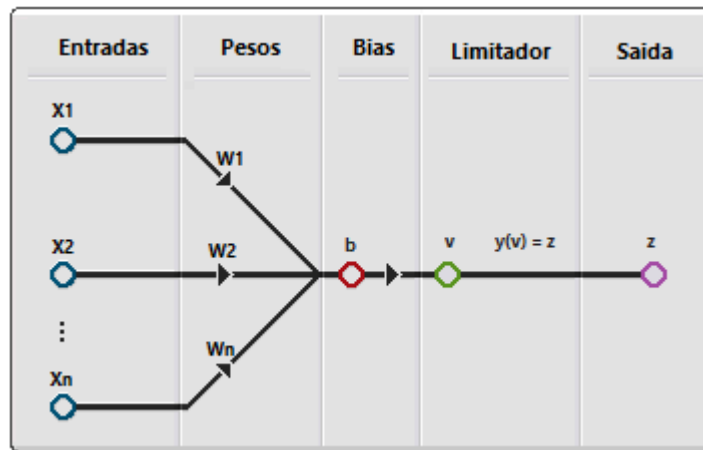 Entradas Pesos Bias Limitador Saida
X1
W1
X2 W2 b v y(v) = z z
⋮
Wn
Xn